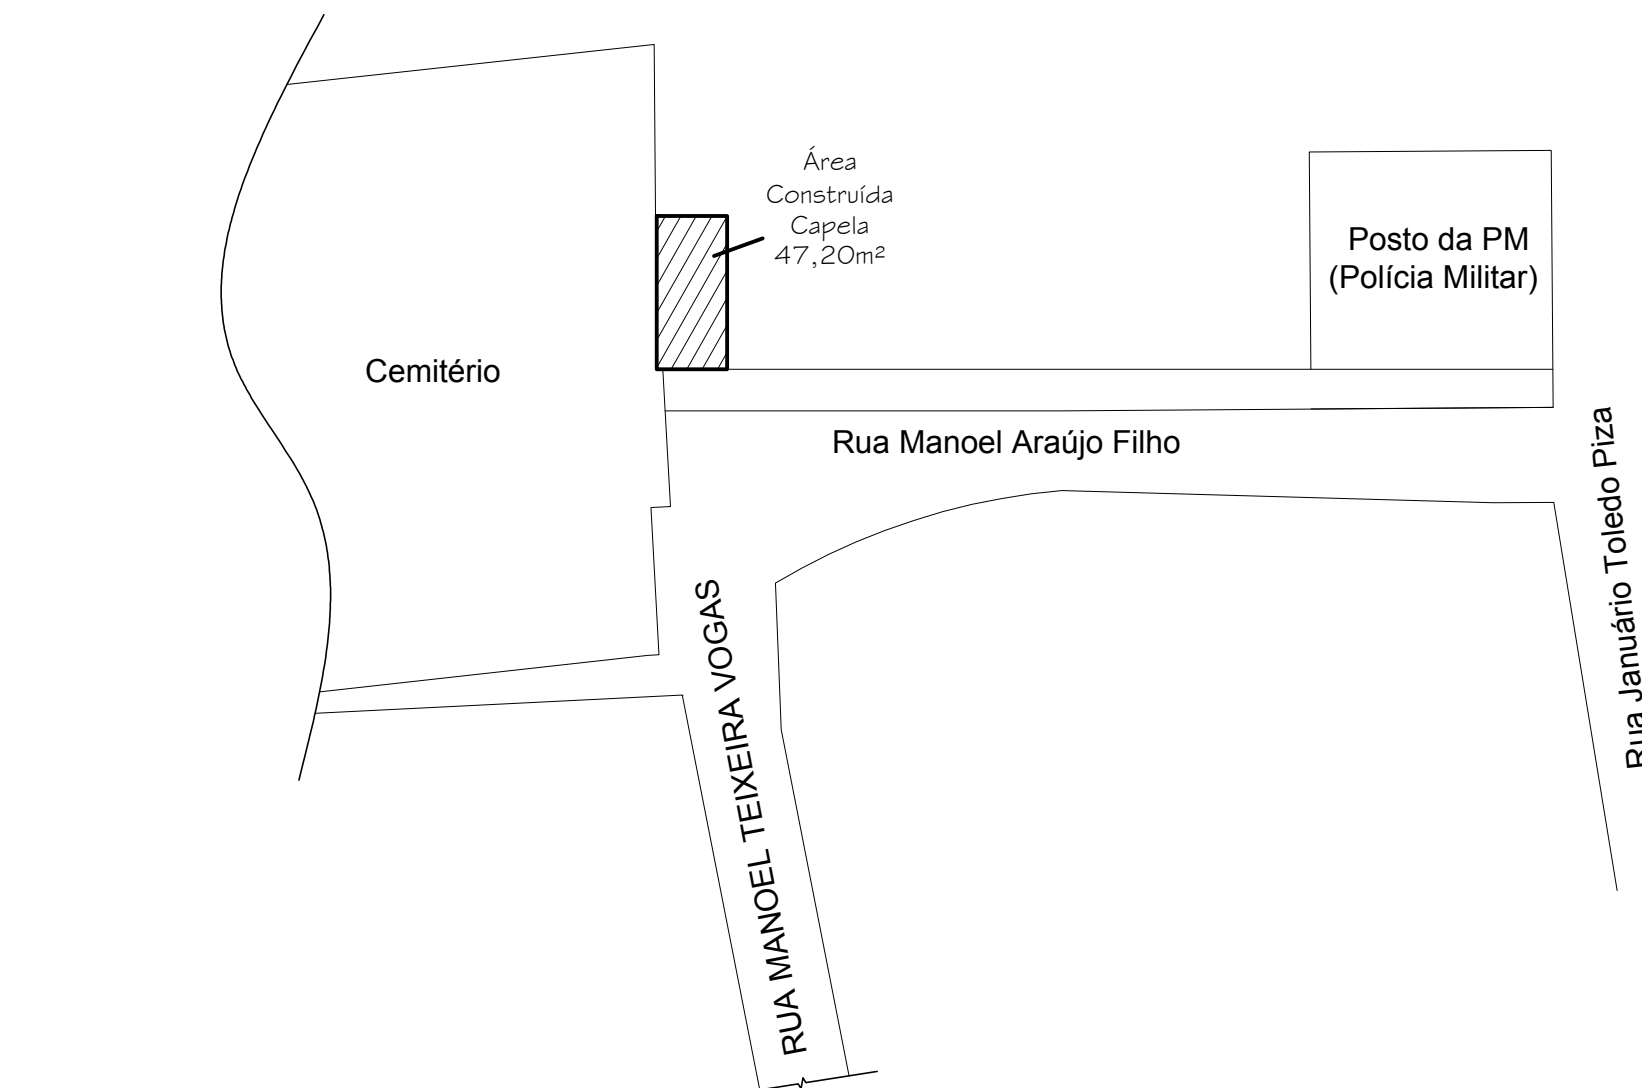 Área
Construída
Capela
47,20m²
Posto da PM
(Polícia Militar)
Cemitério
Rua Manoel Araújo Filho
Rua Januário Toledo Piza
RUA MANOEL TEIXEIRA VOGAS